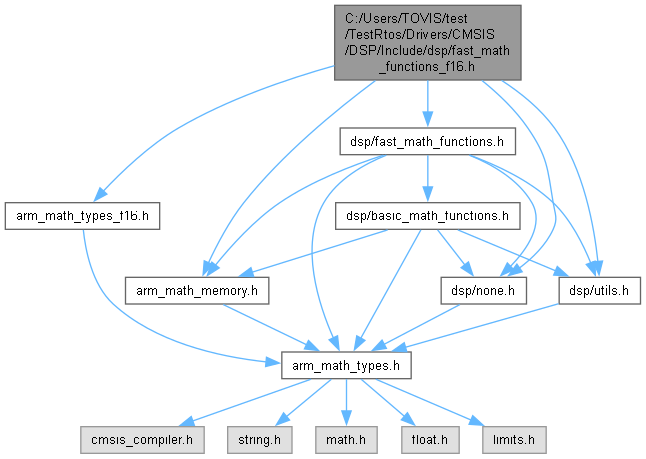 C:/Users/TOVIS/test
/TestRtos/Drivers/CMSIS
/DSP/Include/dsp/fast_math
_functions_f16.h
dsp/fast_math_functions.h
arm_math_types_f16.h
dsp/basic_math_functions.h
arm_math_memory.h
dsp/none.h
dsp/utils.h
arm_math_types.h
cmsis_compiler.h
string.h
math.h
float.h
limits.h